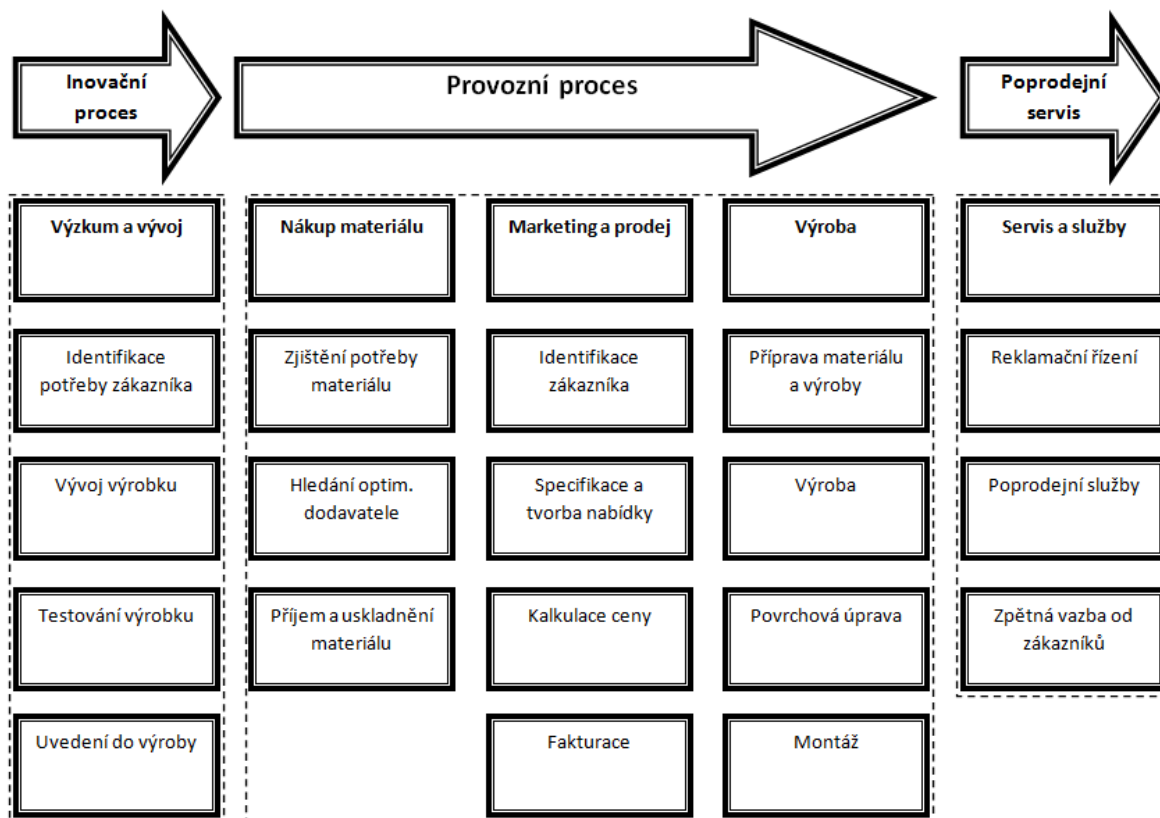 Inovační
proces
Provozní proces
Poprodejní
servis
Výzkum a vývoj
Nákup materiálu
Marketing a prodej
Výroba
Servis a služby
Identifikace
potřeby zákazníka
Zjištění potřeby
materiálu
Identifikace
zákazníka
Příprava materiálu
a výroby
Reklamační řízení
Vývoj výrobku
Hledání optim.
dodavatele
Specifikace a
tvorba nabídky
Výroba
Poprodejní služby
Testování výrobku
Příjem a uskladnění
materiálu
Kalkulace ceny
Povrchová úprava
Zpětná vazba od
zákazníků
Uvedení do výroby
Fakturace
Montáž